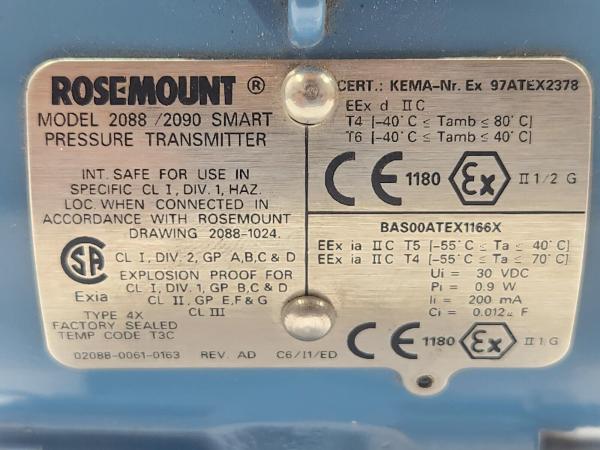 ROSEMOUNT ®
MODEL 2088 /2090 SMART
PRESSURE TRANSMITTER
INT. SAFE FOR USE IN
SPECIFIC CL I, DIV. 1, HAZ.
LOC. WHEN CONNECTED IN
ACCORDANCE WITH ROSEMOUNT
DRAWING 2088-1024.
CL I, DIV. 2, GP A,B,C & D
EXPLOSION PROOF FOR
CL I, DIV. 1, GP B,C & D
CL II, GP E,F & G
CL III
SA
Exia
TYPE 4X
FACTORY SEALED
TEMP CODE T3C
02088-0061-0163 REV. AD C6/I1/ED
CERT.: KEMA-Nr. Ex 97ATEX2378
EEx d IIC
T4 [-40°C ≤ Tamb ≤ 80°C]
T6 [-40°C ≤ Tamb ≤ 40°C]
CE 1180 Ex II 1/2 G
BAS00ATEX1166X
EEx ia IIC T5 [-55°C ≤ Ta ≤ 40°C]
EEx ia IIC T4 [-55°C ≤ Ta ≤ 70°C]
Ui = 30 VDC
Pi = 0.9 W
Ii = 200 mA
Ci = 0.012µ F
CE 1180 Ex II 1 G